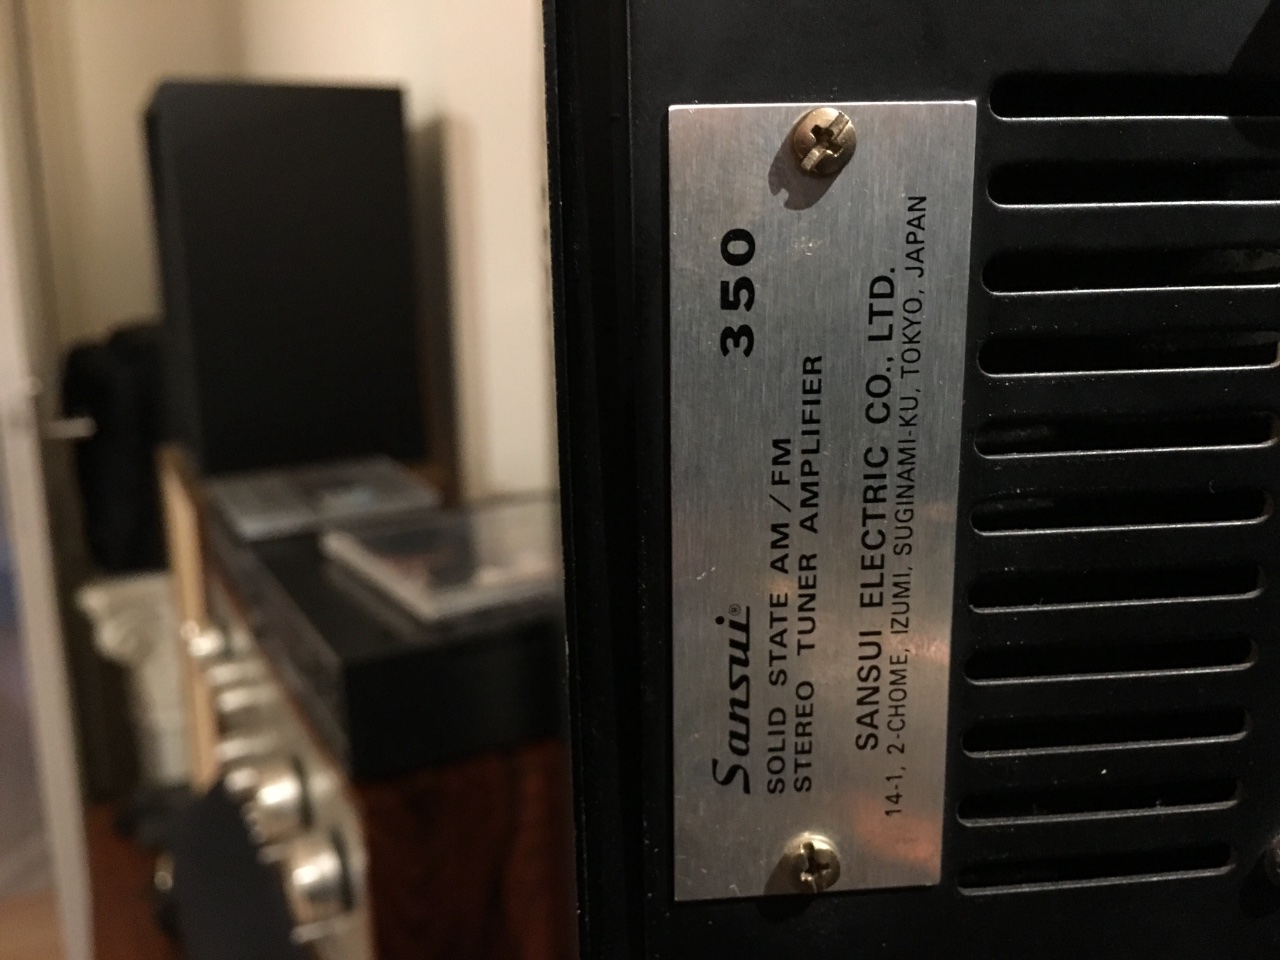 Sansui® 350
SOLID STATE AM/FM
STEREO TUNER AMPLIFIER
SANSUI ELECTRIC CO., LTD.
14-1, 2-CHOME, IZUMI, SUGINAMI-KU, TOKYO, JAPAN